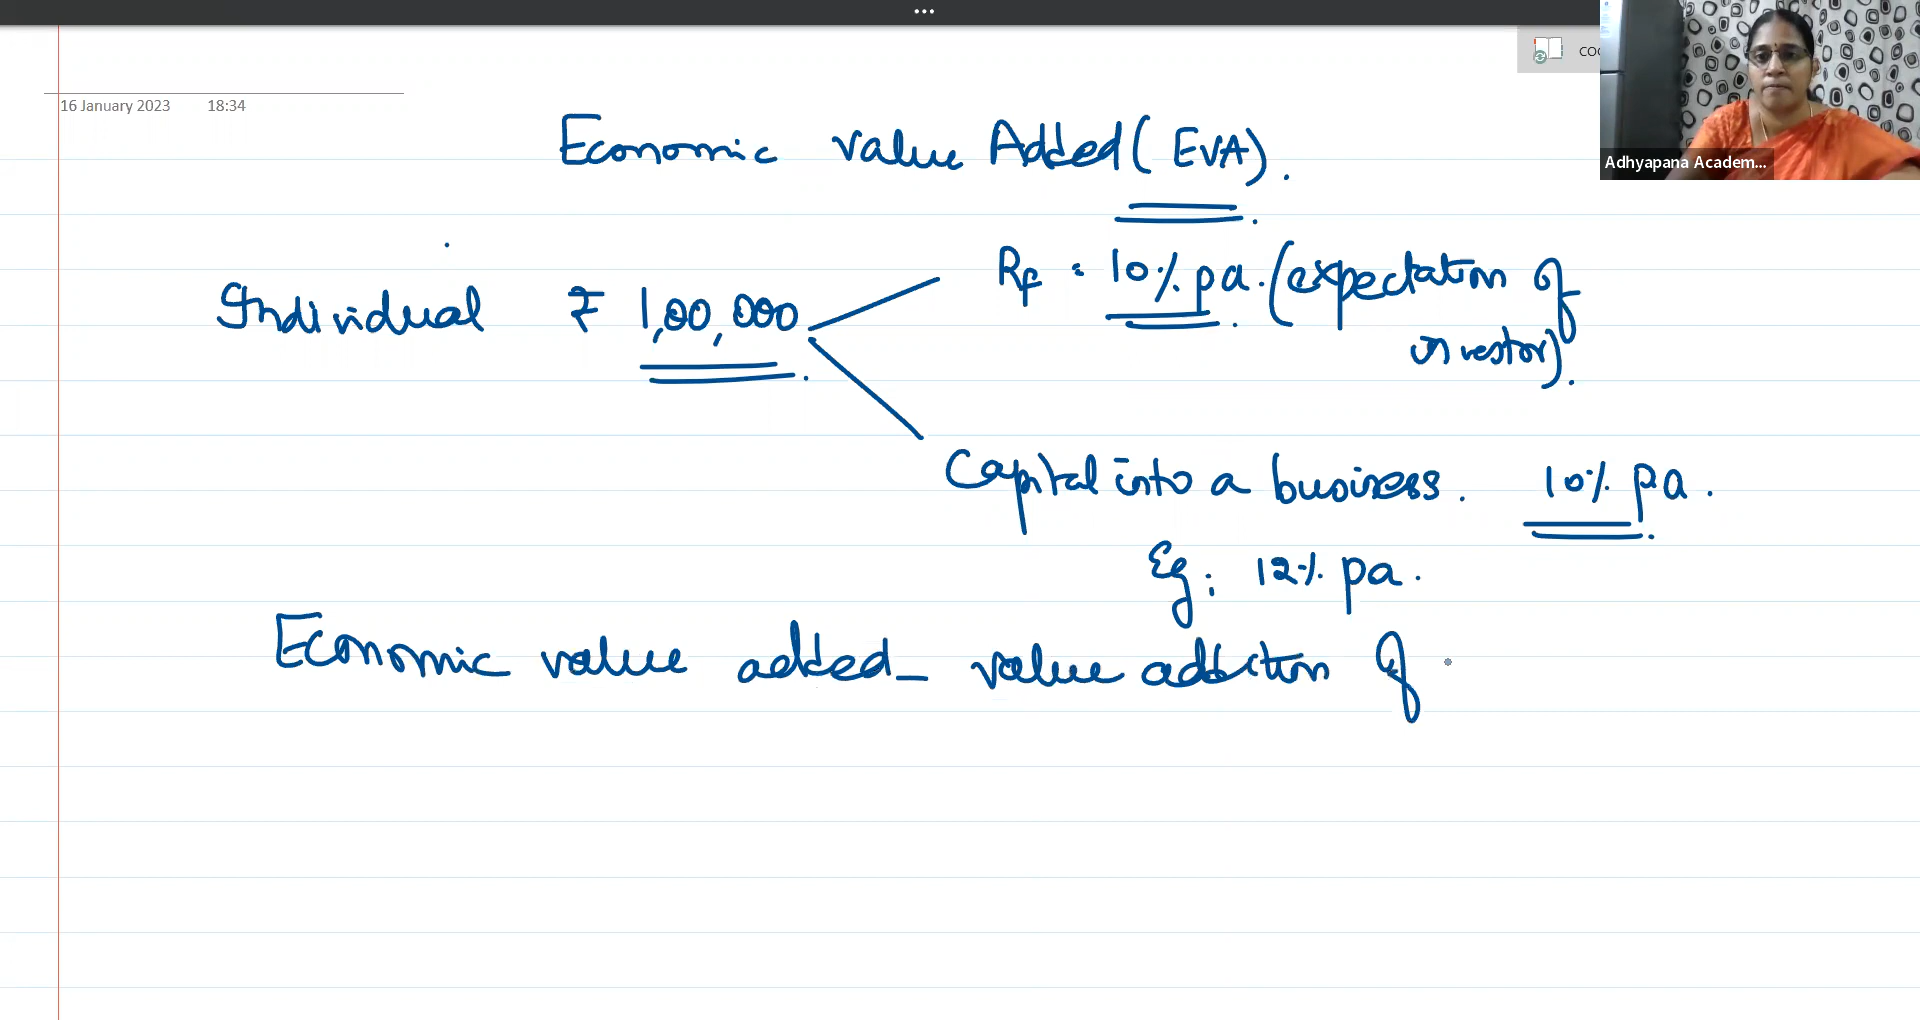 ...
coc
Adhyapana Academ...
16 January 2023 18:34
Economic value Added (EVA).
Individual ₹ 1,00,000
Rf = 10% pa. (expectation of
investor).
Capital into a business. 10% pa.
Eg: 12% pa.
Economic value added - value addition of